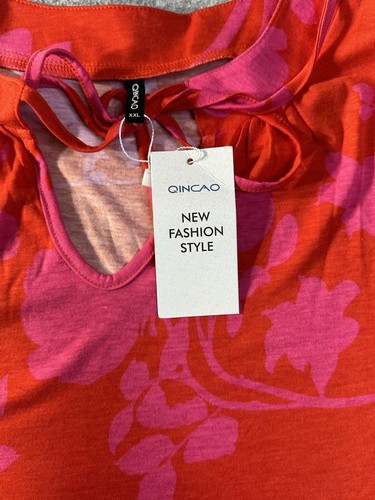 QINCAO
XXL
QINCAO
NEW
FASHION
STYLE